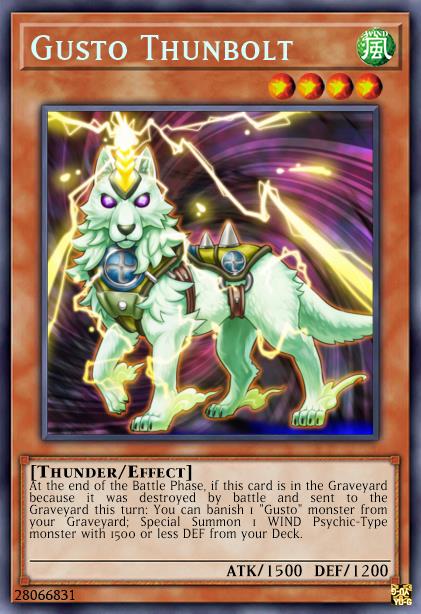 GUSTO THUNBOLT
WIND
風
[THUNDER/EFFECT]
At the end of the Battle Phase, if this card is in the Graveyard
because it was destroyed by battle and sent to the
Graveyard this turn: You can banish 1 "Gusto" monster from
your Graveyard; Special Summon 1 WIND Psychic-Type
monster with 1500 or less DEF from your Deck.
ATK/1500 DEF/1200
28066831